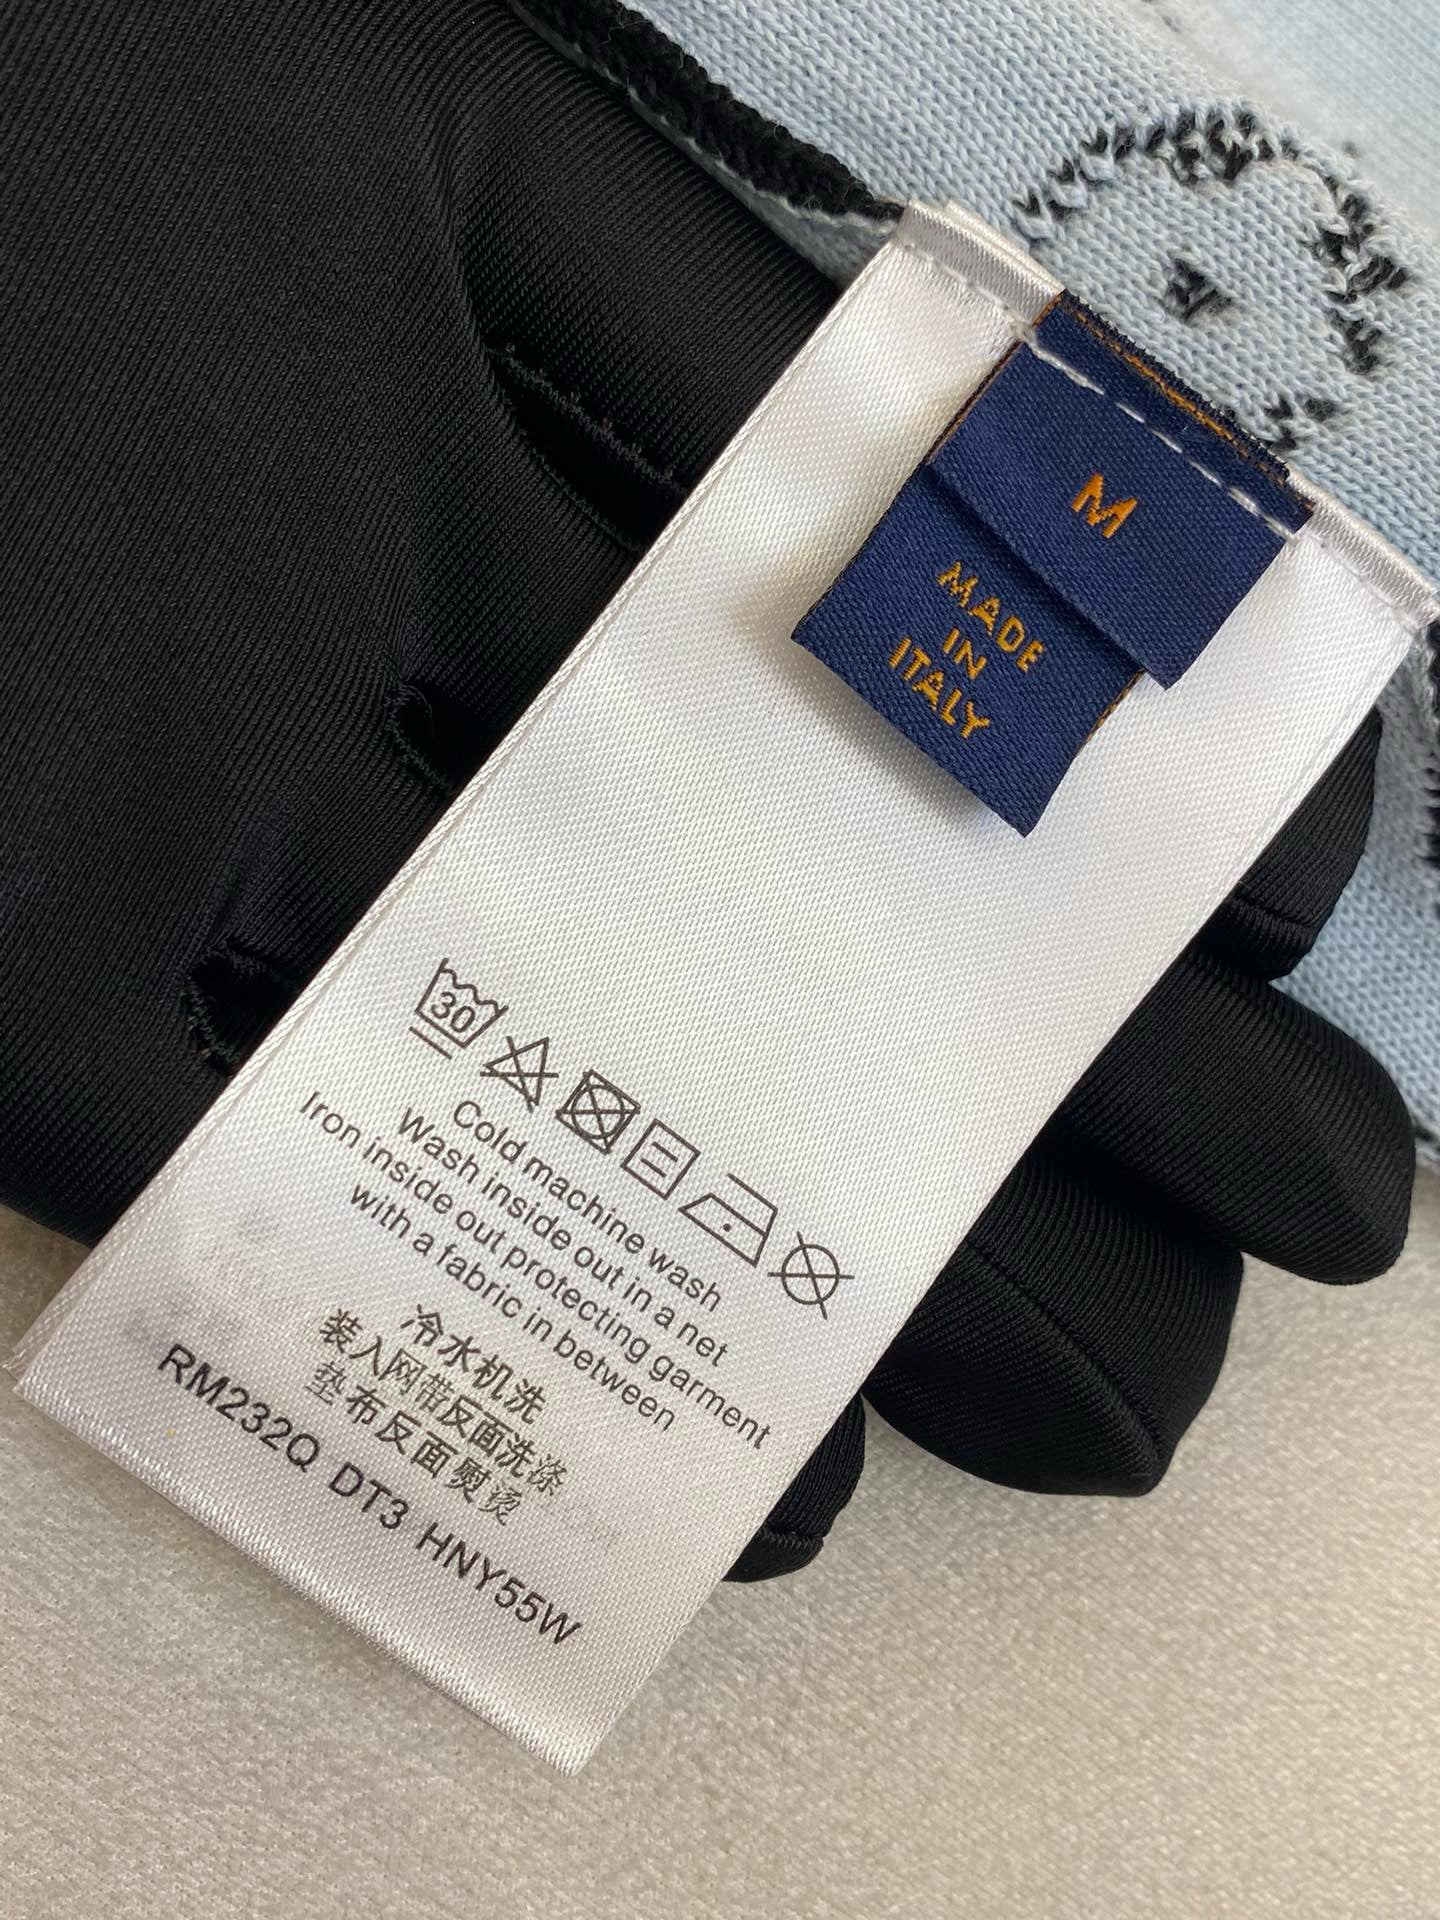 M
MADE
IN
ITALY
30
Cold machine wash
Wash inside out in a net
Iron inside out protecting garment
with a fabric in between
冷水机洗
装入网带反面洗涤
垫布反面熨烫
RM232Q DT3 HNY55W